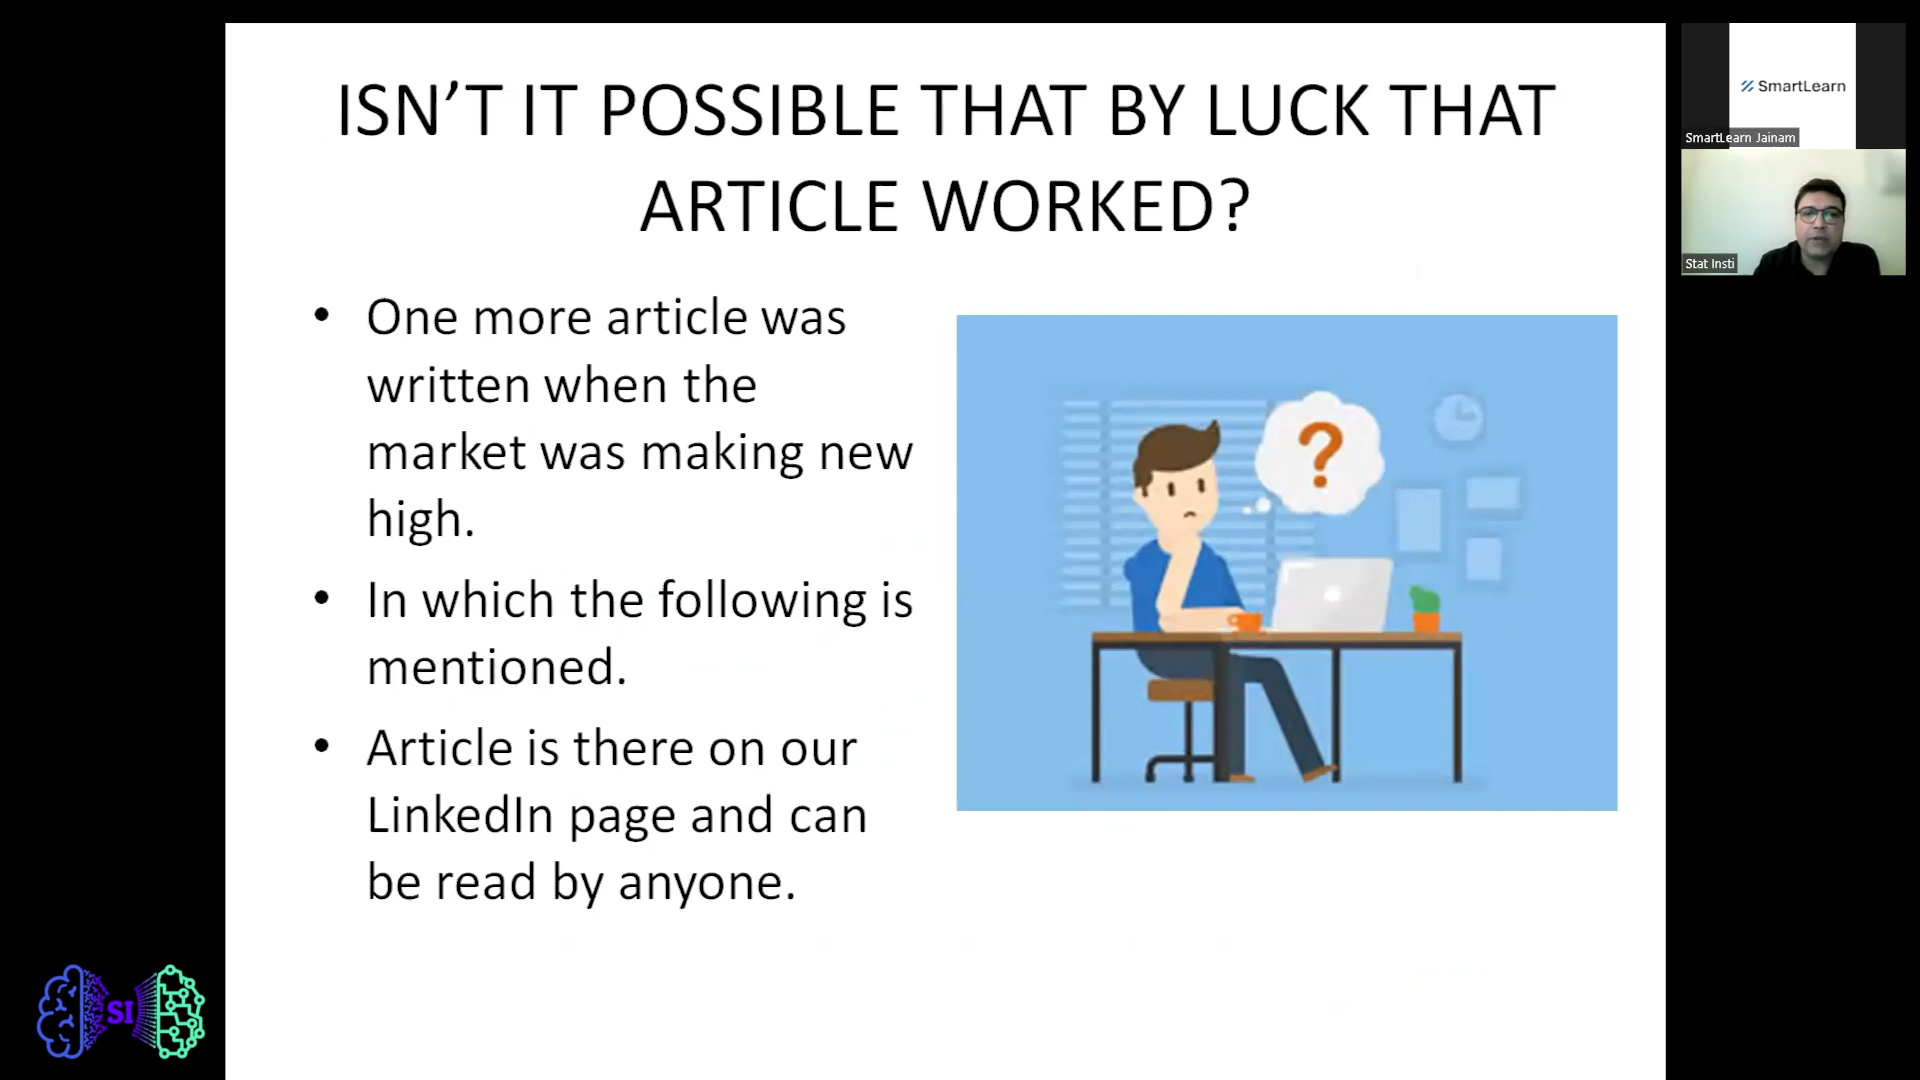 ISN’T IT POSSIBLE THAT BY LUCK THAT
ARTICLE WORKED?
• One more article was
written when the
market was making new
high.
• In which the following is
mentioned.
• Article is there on our
LinkedIn page and can
be read by anyone.
?
SI
SmartLearn
SmartLearn Jainam
Stat Insti